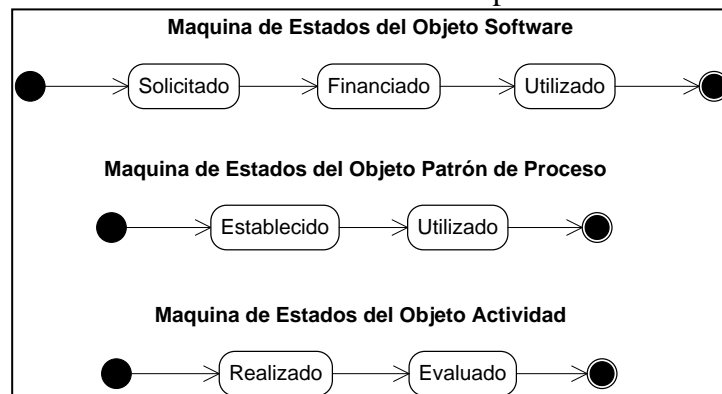 Maquina de Estados del Objeto Software
Solicitado Financiado Utilizado
Maquina de Estados del Objeto Patrón de Proceso
Establecido Utilizado
Maquina de Estados del Objeto Actividad
Realizado Evaluado